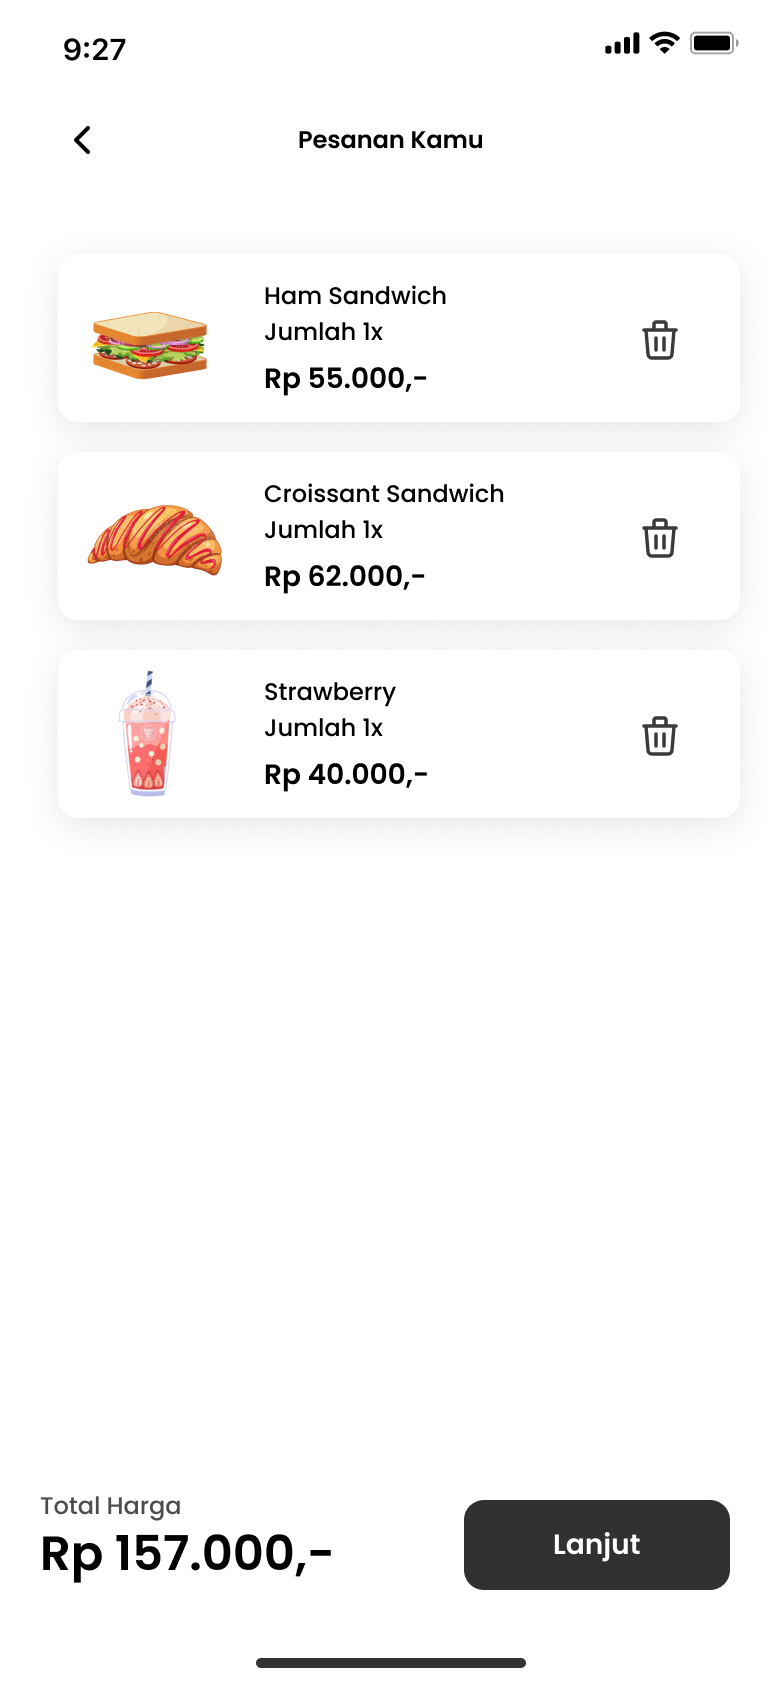 9:27
Pesanan Kamu
Ham Sandwich
Jumlah 1x
Rp 55.000,-
Croissant Sandwich
Jumlah 1x
Rp 62.000,-
Strawberry
Jumlah 1x
Rp 40.000,-
Total Harga
Rp 157.000,-
Lanjut